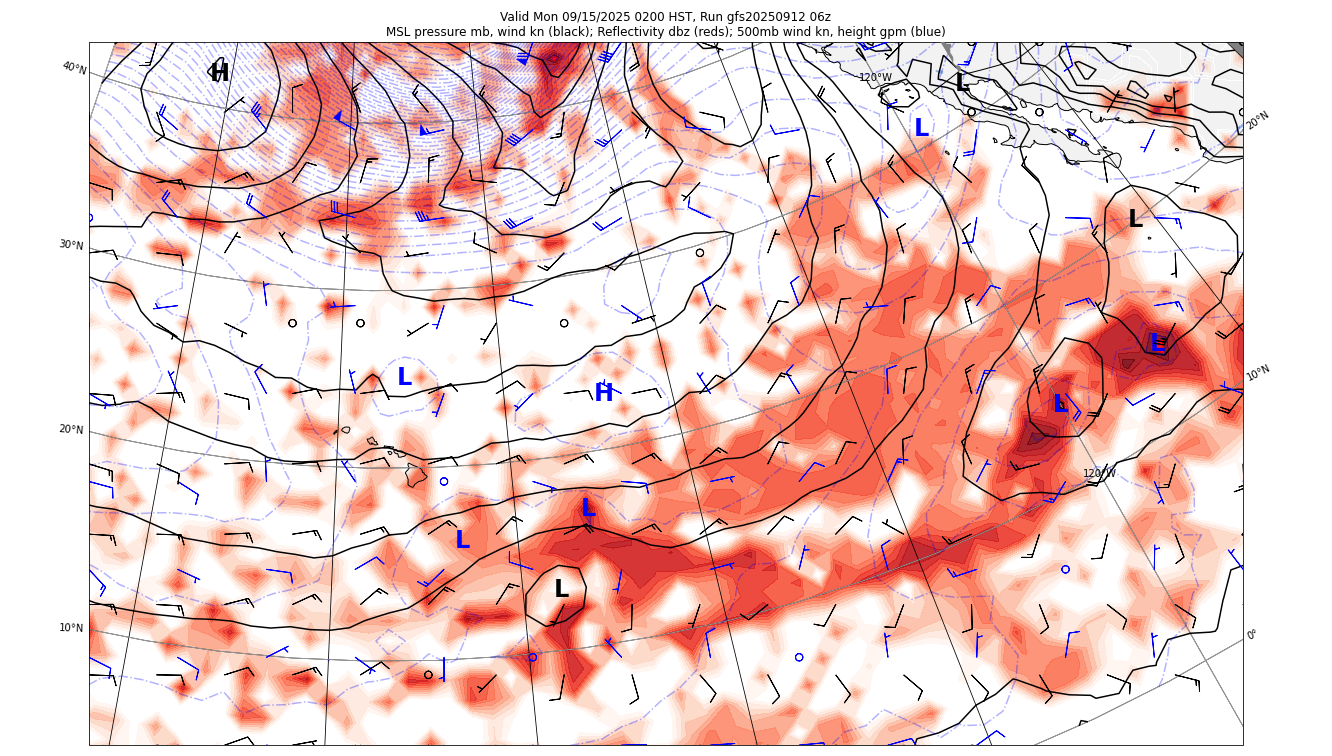 Valid Mon 09/15/2025 0200 HST, Run gfs20250912 06z
MSL pressure mb, wind kn (black); Reflectivity dbz (reds); 500mb wind kn, height gpm (blue)
40°N
H
120°W
L
L
20°N
30°N
L
L
10°N
L
H
L
20°N
120°W
L
L
L
10°N
0°